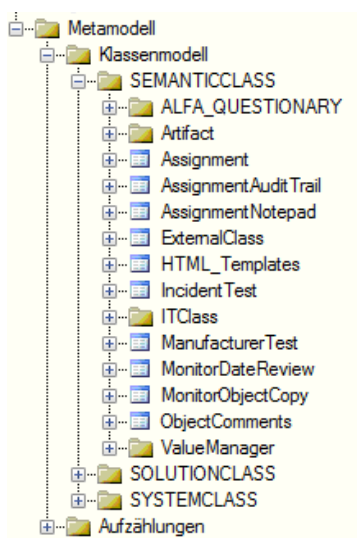 Metamodell
Klassenmodell
SEMANTICCLASS
ALFA_QUESTIONARY
Artifact
Assignment
AssignmentAuditTrail
AssignmentNotepad
ExternalClass
HTML_Templates
IncidentTest
ITClass
ManufacturerTest
MonitorDateReview
MonitorObjectCopy
ObjectComments
ValueManager
SOLUTIONCLASS
SYSTEMCLASS
Aufzählungen